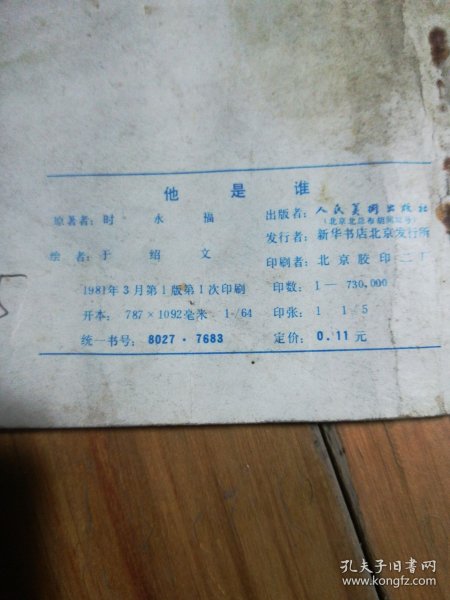 他是谁
原著者：时永福
绘者：于绍文
1981年3月第1版第1次印刷
开本：787×1092毫米 1/64
统一书号：8027·7683
出版者：人民美术出版社
（北京北总布胡同32号）
发行者：新华书店北京发行所
印刷者：北京胶印二厂
印数：1—730,000
印张：1 1/5
定价：0.11元
孔夫子旧书网
www.kongfz.com